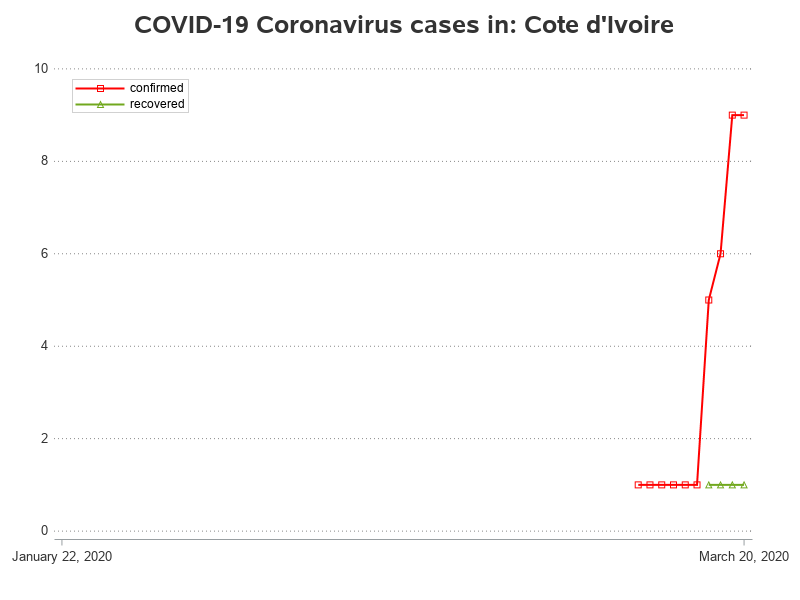 COVID-19 Coronavirus cases in: Cote d'Ivoire
10
confirmed
recovered
8
6
4
2
0
January 22, 2020
March 20, 2020